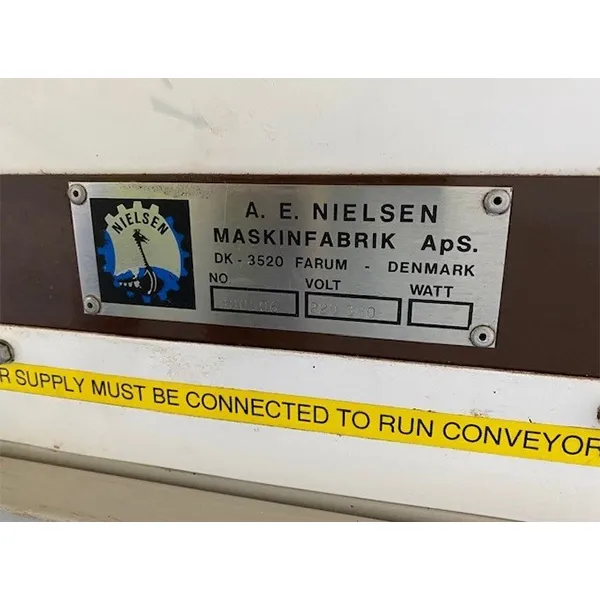 NIELSEN
A. E. NIELSEN
MASKINFABRIK ApS.
DK - 3520 FARUM - DENMARK
NO VOLT WATT
R SUPPLY MUST BE CONNECTED TO RUN CONVEYOR